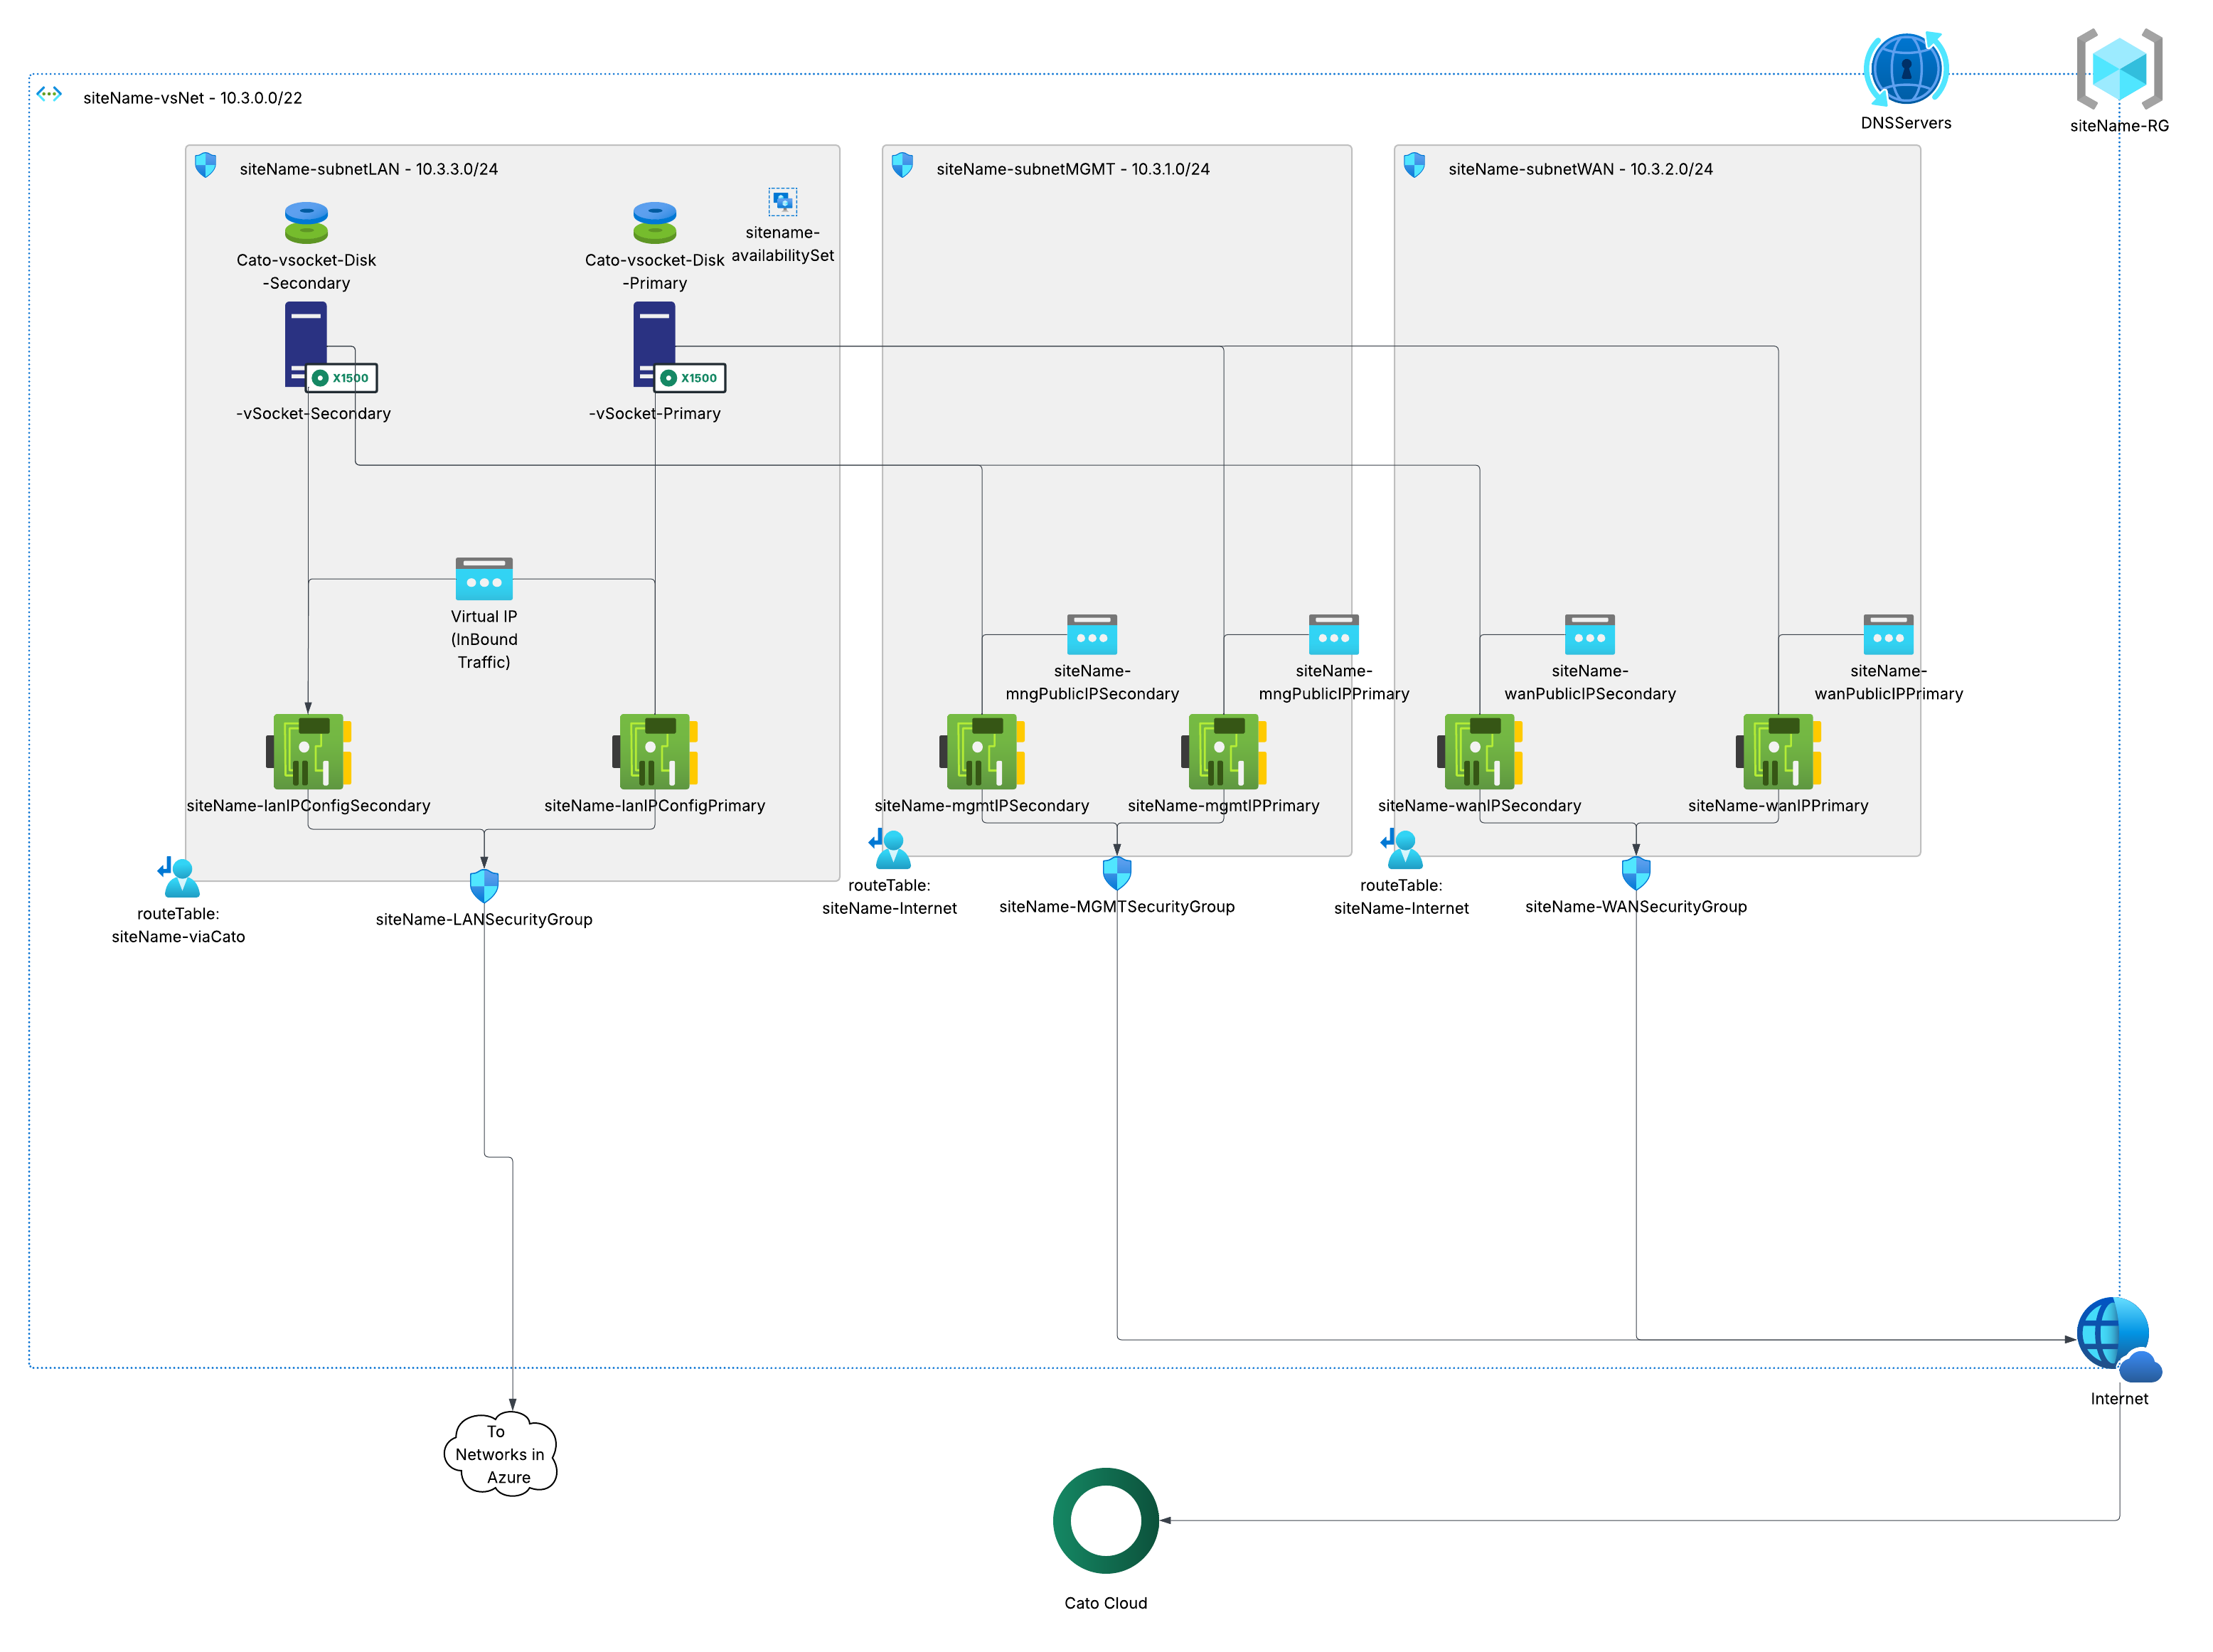 DNSServers
siteName-RG
siteName-vsNet - 10.3.0.0/22
siteName-subnetLAN - 10.3.3.0/24
siteName-subnetMGMT - 10.3.1.0/24
siteName-subnetWAN - 10.3.2.0/24
Cato-vsocket-Disk
-Secondary
Cato-vsocket-Disk
-Primary
sitename-
availabilitySet
X1500
X1500
-vSocket-Secondary
-vSocket-Primary
Virtual IP
(InBound
Traffic)
siteName-
mngPublicIPSecondary
siteName-
mngPublicIPPrimary
siteName-
wanPublicIPSecondary
siteName-
wanPublicIPPrimary
siteName-lanIPConfigSecondary
siteName-lanIPConfigPrimary
siteName-mgmtIPSecondary
siteName-mgmtIPPrimary
siteName-wanIPSecondary
siteName-wanIPPrimary
routeTable:
siteName-viaCato
siteName-LANSecurityGroup
routeTable:
siteName-Internet
siteName-MGMTSecurityGroup
routeTable:
siteName-Internet
siteName-WANSecurityGroup
Internet
To
Networks in
Azure
Cato Cloud